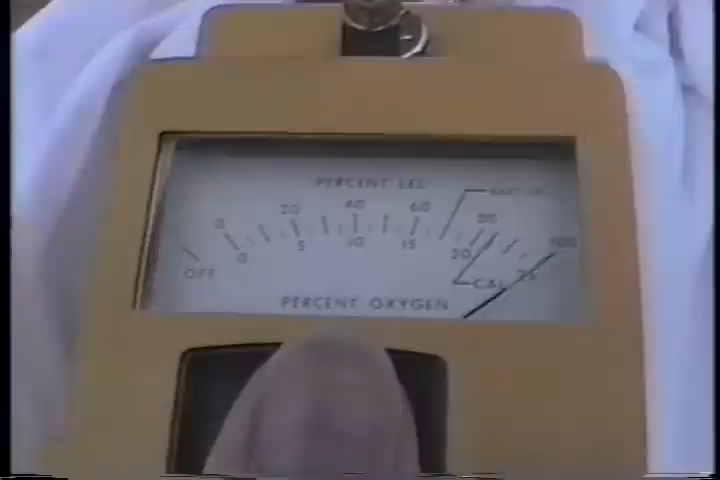 PERCENT LEL
0 20 40 60 80 100
OFF 0 5 10 15 20 25
CAL
PERCENT OXYGEN